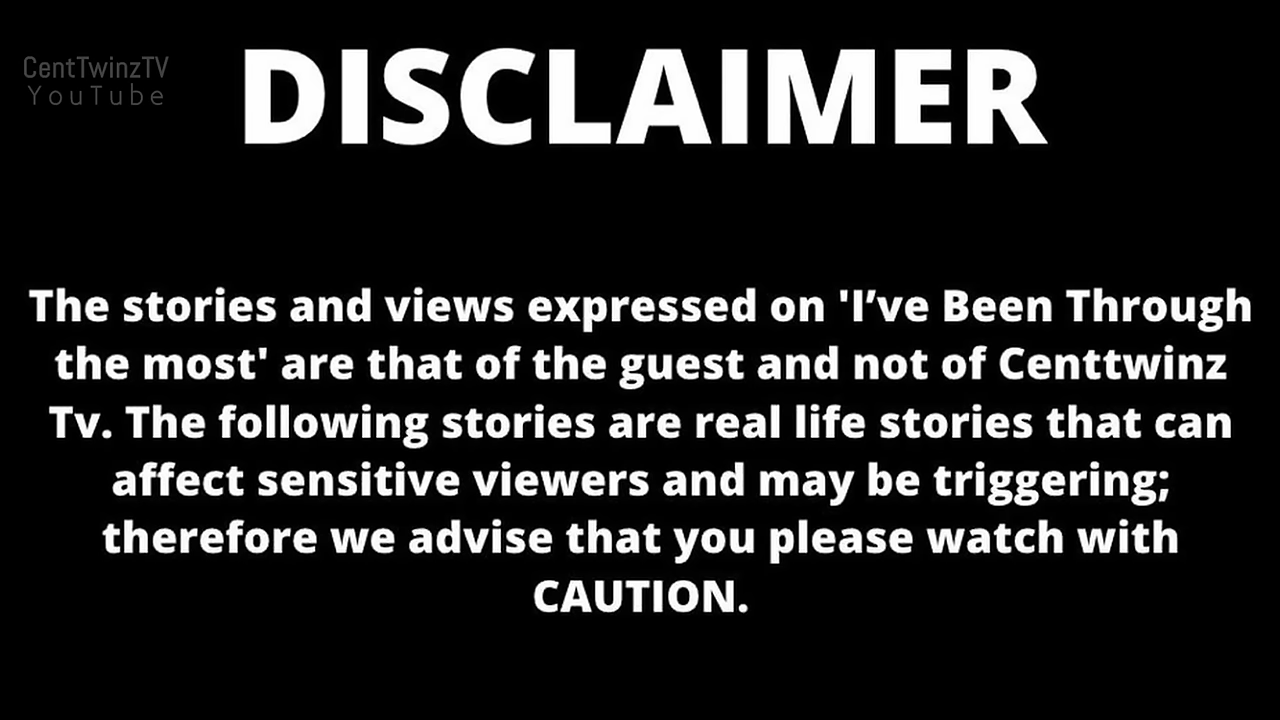 CentTwinzTV
YouTube
DISCLAIMER
The stories and views expressed on 'I’ve Been Through
the most' are that of the guest and not of Centtwinz
Tv. The following stories are real life stories that can
affect sensitive viewers and may be triggering;
therefore we advise that you please watch with
CAUTION.